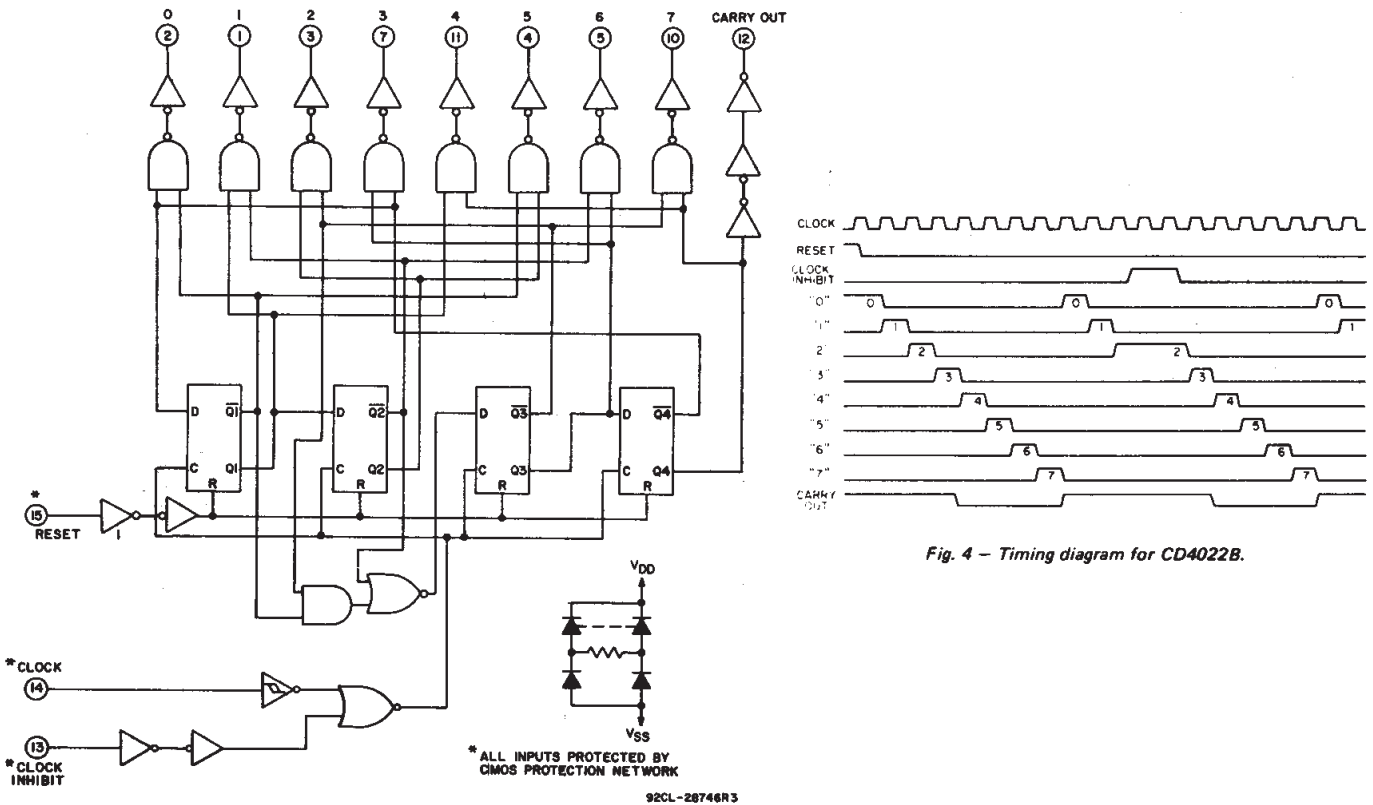 0 1 2 3 4 5 6 7 CARRY OUT
2 1 3 7 11 4 5 10 12
D Q1 D Q2 D Q3 D Q4
C Q1 C Q2 C Q3 C Q4
R R R R
*
15
RESET
1
*CLOCK
14
13
*CLOCK
INHIBIT
VDD
VSS
* ALL INPUTS PROTECTED BY
CMOS PROTECTION NETWORK
92CL-28746R3
CLOCK
RESET
CLOCK
INHIBIT
"0" 0 0 0
"1" 1 1 1
2 2 2
"3" 3 3
"4" 4 4
"5" 5 5
"6" 6 6
"7" 7 7
CARRY
OUT
Fig. 4 – Timing diagram for CD4022B.